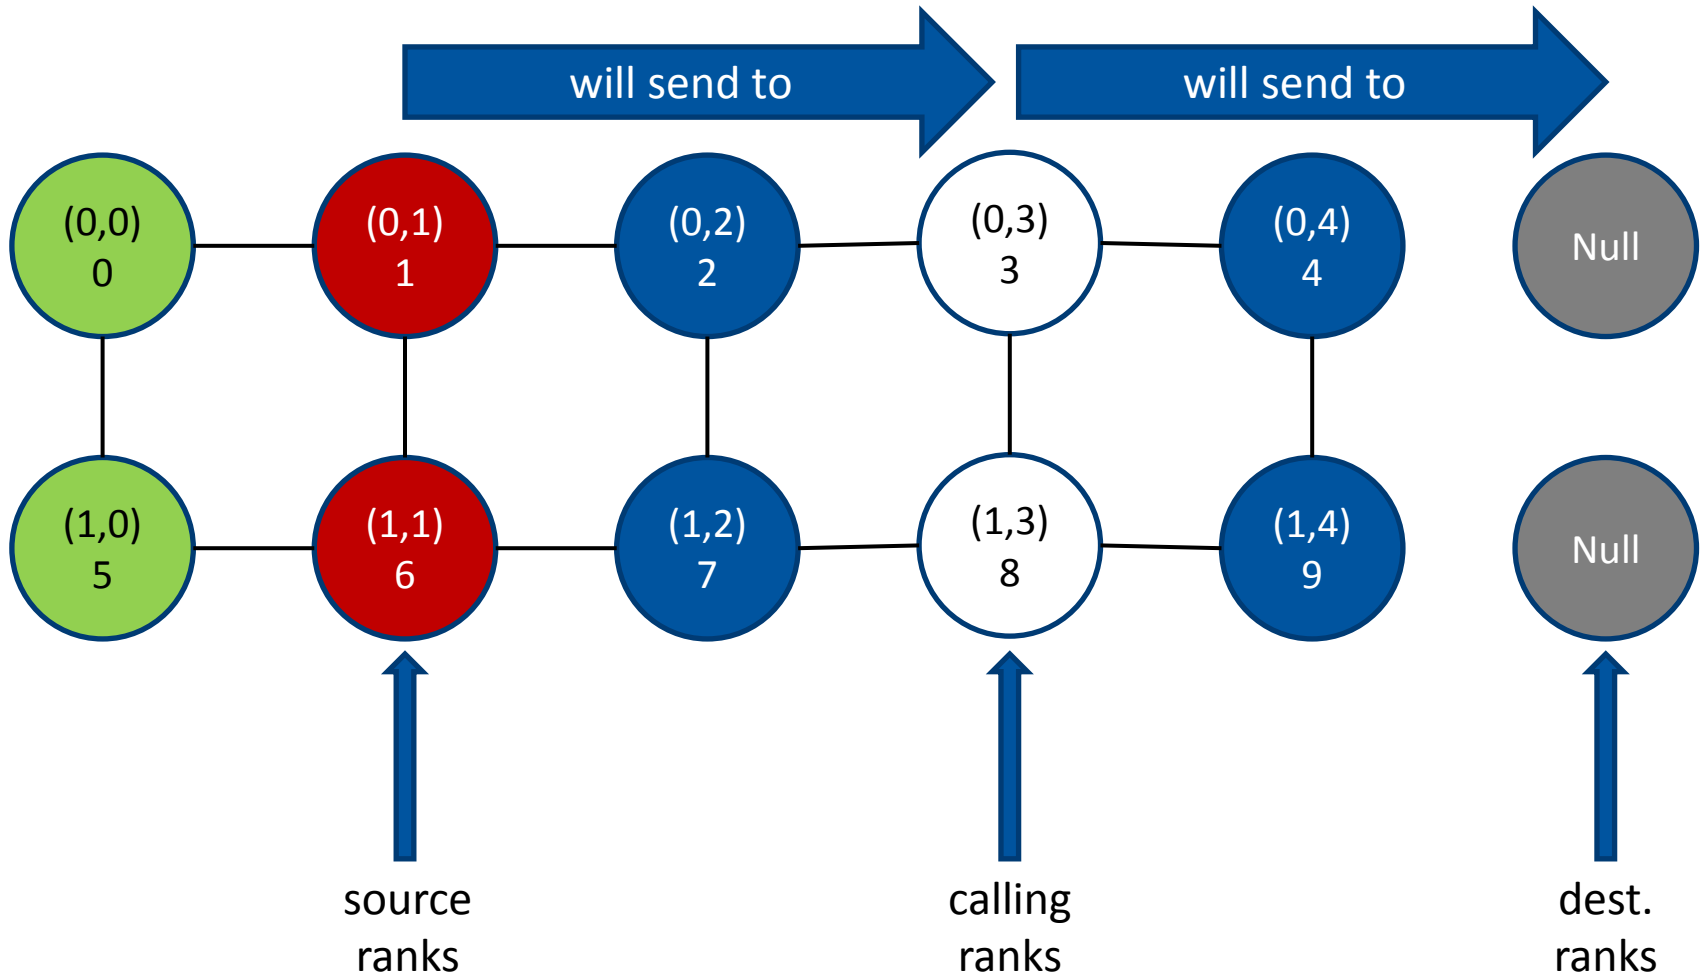 will send to
will send to
(0,0)
0
(0,1)
1
(0,2)
2
(0,3)
3
(0,4)
4
Null
(1,0)
5
(1,1)
6
(1,2)
7
(1,3)
8
(1,4)
9
Null
source
ranks
calling
ranks
dest.
ranks